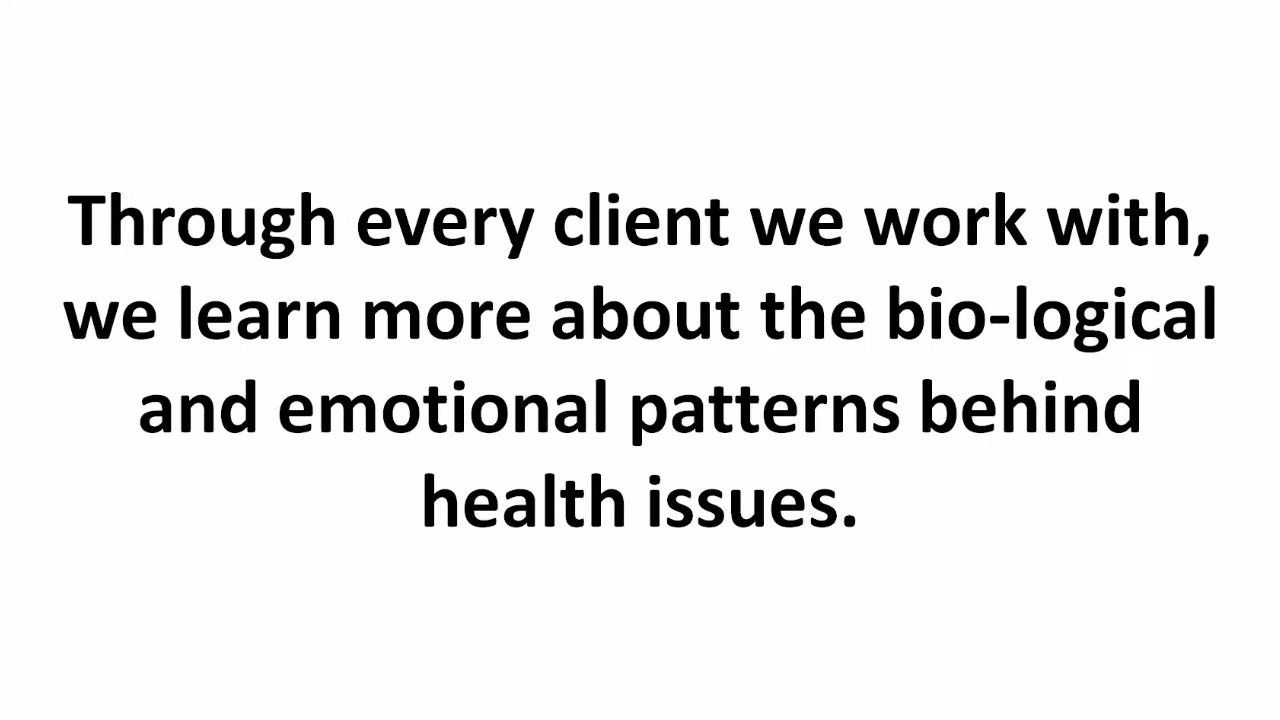 Through every client we work with,
we learn more about the bio-logical
and emotional patterns behind
health issues.